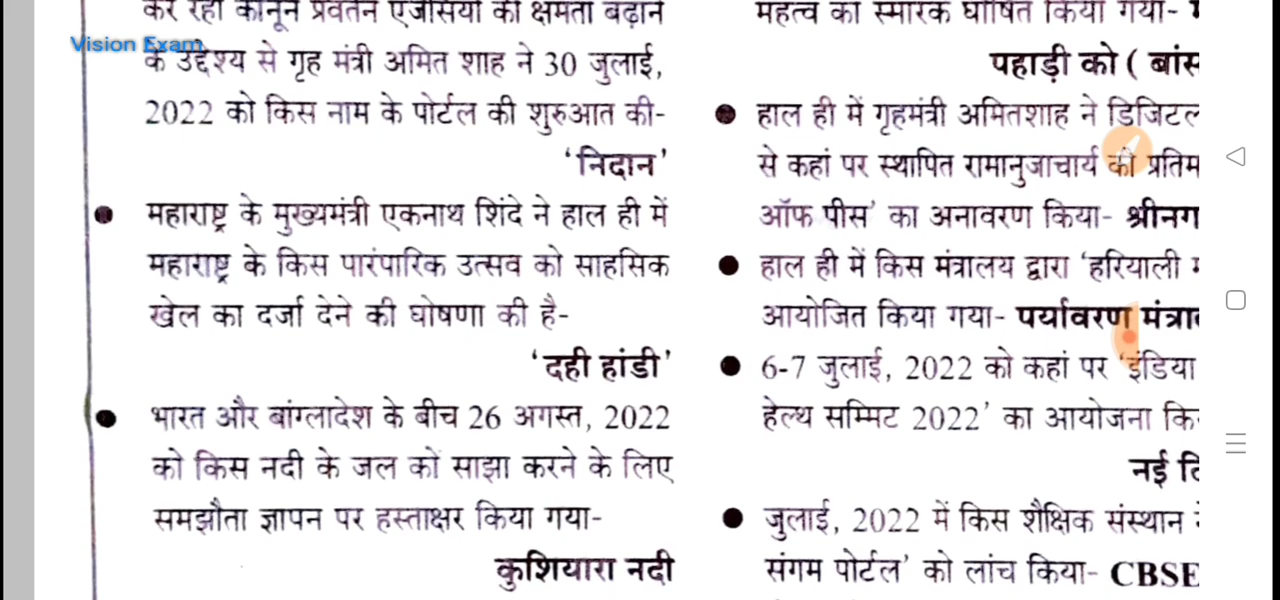 कर रही कानून प्रवर्तन एजेंसियों की क्षमता बढ़ाने
Vision Exam
के उद्देश्य से गृह मंत्री अमित शाह ने 30 जुलाई,
2022 को किस नाम के पोर्टल की शुरुआत की-
'निदान'
● महाराष्ट्र के मुख्यमंत्री एकनाथ शिंदे ने हाल ही में
महाराष्ट्र के किस पारंपारिक उत्सव को साहसिक
खेल का दर्जा देने की घोषणा की है-
'दही हांडी'
● भारत और बांग्लादेश के बीच 26 अगस्त, 2022
को किस नदी के जल को साझा करने के लिए
समझौता ज्ञापन पर हस्ताक्षर किया गया-
कुशियारा नदी
महत्व का स्मारक घोषित किया गया-
पहाड़ी को ( बांस
● हाल ही में गृहमंत्री अमितशाह ने डिजिटल
से कहां पर स्थापित रामानुजाचार्य की प्रतिम
ऑफ पीस' का अनावरण किया- श्रीनग
● हाल ही में किस मंत्रालय द्वारा 'हरियाली
आयोजित किया गया- पर्यावरण मंत्रा
● 6-7 जुलाई, 2022 को कहां पर 'इंडिया
हेल्थ सम्मिट 2022' का आयोजना कि
नई दि
● जुलाई, 2022 में किस शैक्षिक संस्थान
संगम पोर्टल' को लांच किया- CBSE